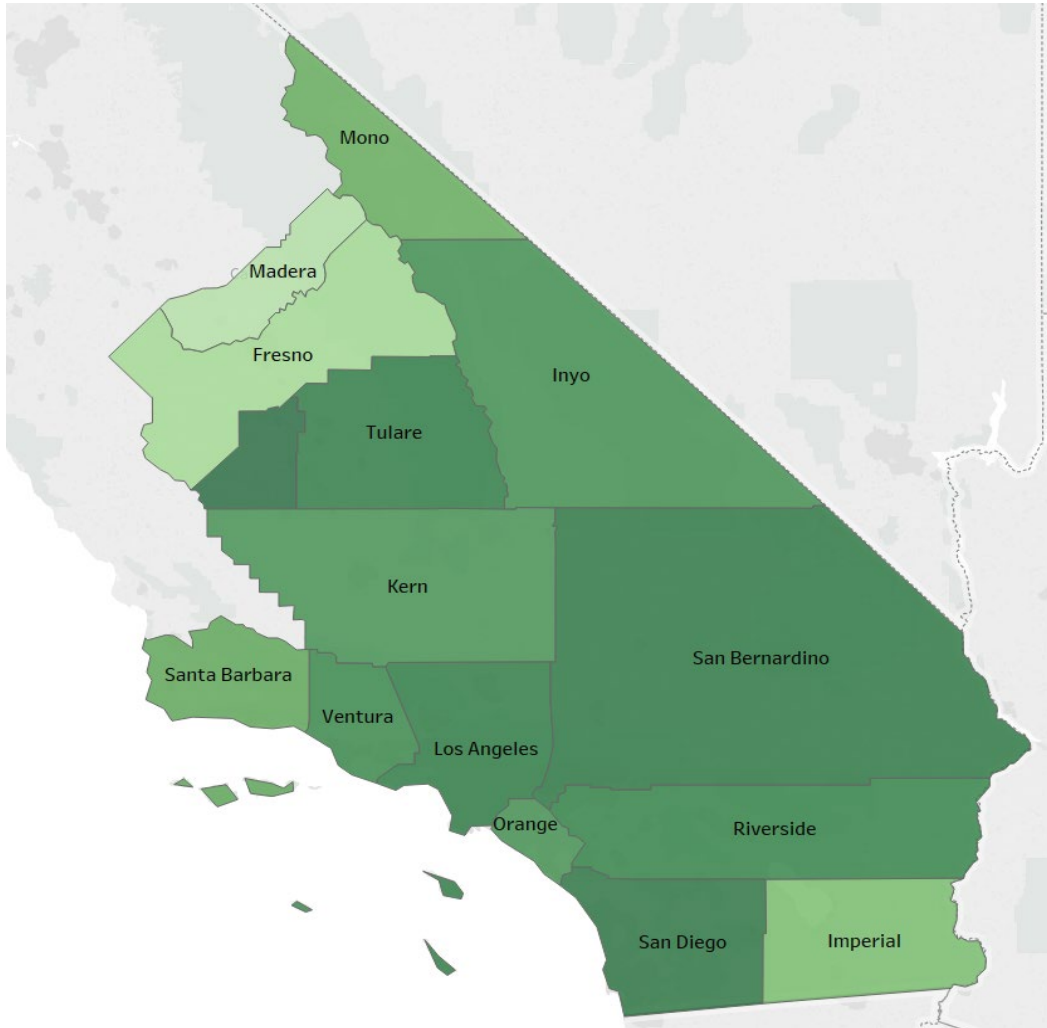 Mono
Madera
Fresno
Inyo
Tulare
Kern
San Bernardino
Santa Barbara
Ventura
Los Angeles
Orange
Riverside
San Diego
Imperial